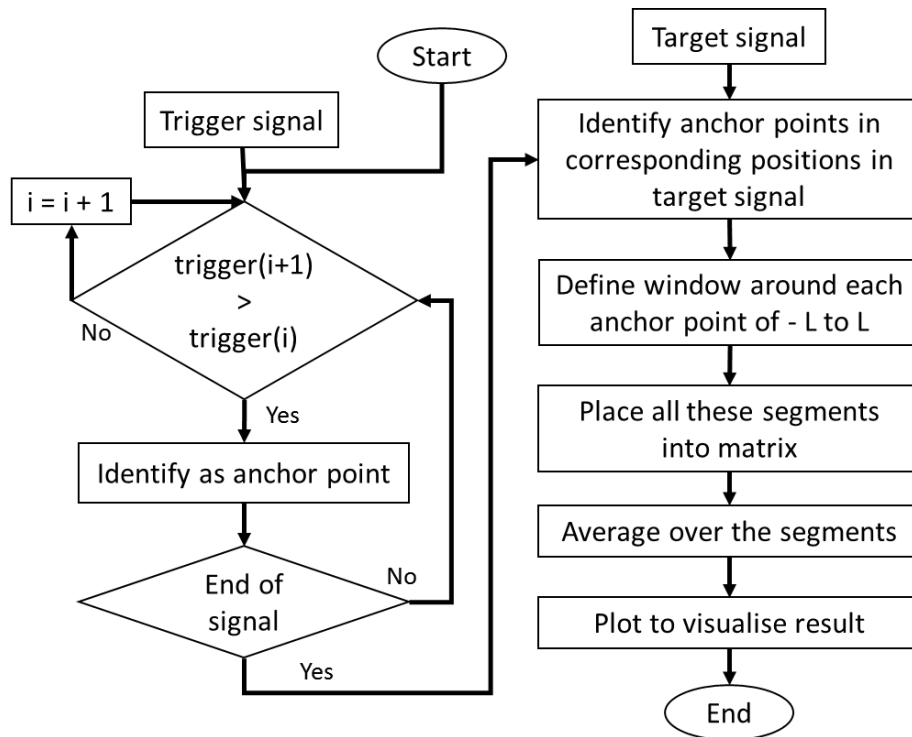 Start
Trigger signal
i = i + 1
trigger(i+1)
>
trigger(i)
No
Yes
Identify as anchor point
End of
signal
No
Yes
Target signal
Identify anchor points in
corresponding positions in
target signal
Define window around each
anchor point of - L to L
Place all these segments
into matrix
Average over the segments
Plot to visualise result
End